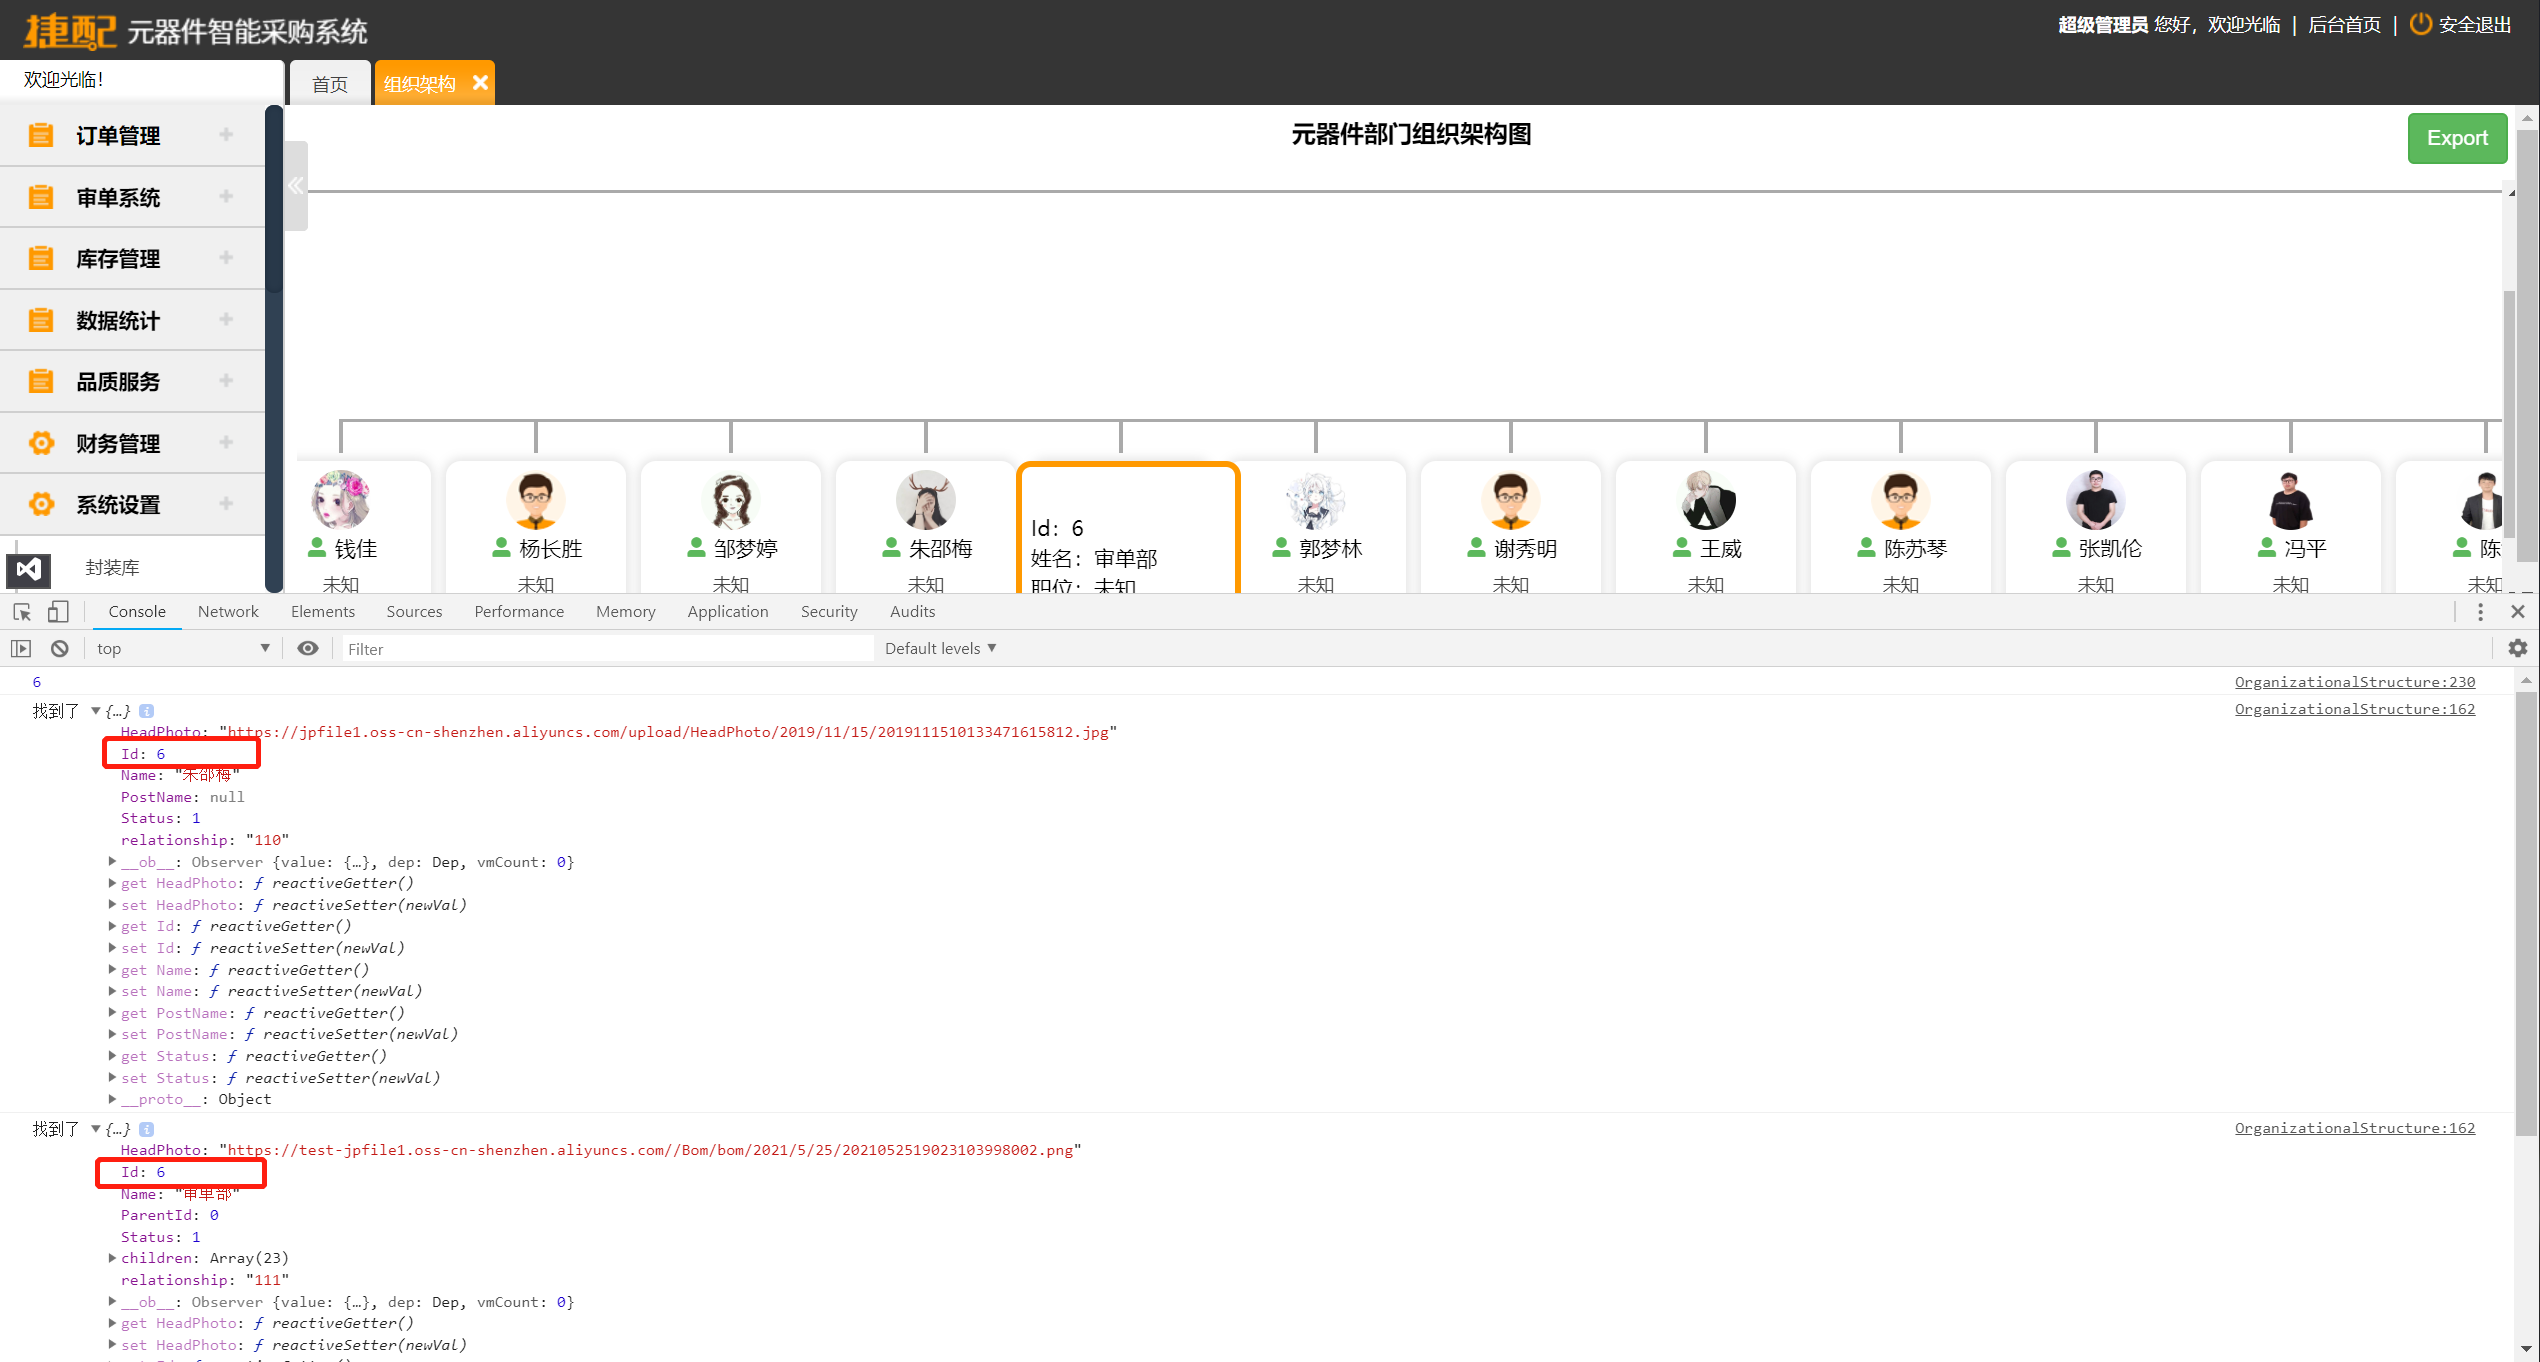 捷配 元器件智能采购系统
超级管理员 您好，欢迎光临 | 后台首页 | 安全退出
欢迎光临!
首页
组织架构
订单管理
审单系统
库存管理
数据统计
品质服务
财务管理
系统设置
封装库
元器件部门组织架构图
Export
钱佳
未知
杨长胜
未知
邹梦婷
未知
朱邵梅
未知
Id：6
姓名：审单部
职位：未知
郭梦林
未知
谢秀明
未知
王威
未知
陈苏琴
未知
张凯伦
未知
冯平
未知
陈
未知
Console Network Elements Sources Performance Memory Application Security Audits
top Filter Default levels ▼
6 OrganizationalStructure:230
找到了 ▼{…} OrganizationalStructure:162
HeadPhoto: "https://jpfile1.oss-cn-shenzhen.aliyuncs.com/upload/HeadPhoto/2019/11/15/2019111510133471615812.jpg"
Id: 6
Name: "朱邵梅"
PostName: null
Status: 1
relationship: "110"
▶__ob__: Observer {value: {…}, dep: Dep, vmCount: 0}
▶get HeadPhoto: ƒ reactiveGetter()
▶set HeadPhoto: ƒ reactiveSetter(newVal)
▶get Id: ƒ reactiveGetter()
▶set Id: ƒ reactiveSetter(newVal)
▶get Name: ƒ reactiveGetter()
▶set Name: ƒ reactiveSetter(newVal)
▶get PostName: ƒ reactiveGetter()
▶set PostName: ƒ reactiveSetter(newVal)
▶get Status: ƒ reactiveGetter()
▶set Status: ƒ reactiveSetter(newVal)
▶__proto__: Object
找到了 ▼{…} OrganizationalStructure:162
HeadPhoto: "https://test-jpfile1.oss-cn-shenzhen.aliyuncs.com//Bom/bom/2021/5/25/2021052519023103998002.png"
Id: 6
Name: "审单部"
ParentId: 0
Status: 1
▶children: Array(23)
relationship: "111"
▶__ob__: Observer {value: {…}, dep: Dep, vmCount: 0}
▶get HeadPhoto: ƒ reactiveGetter()
▶set HeadPhoto: ƒ reactiveSetter(newVal)